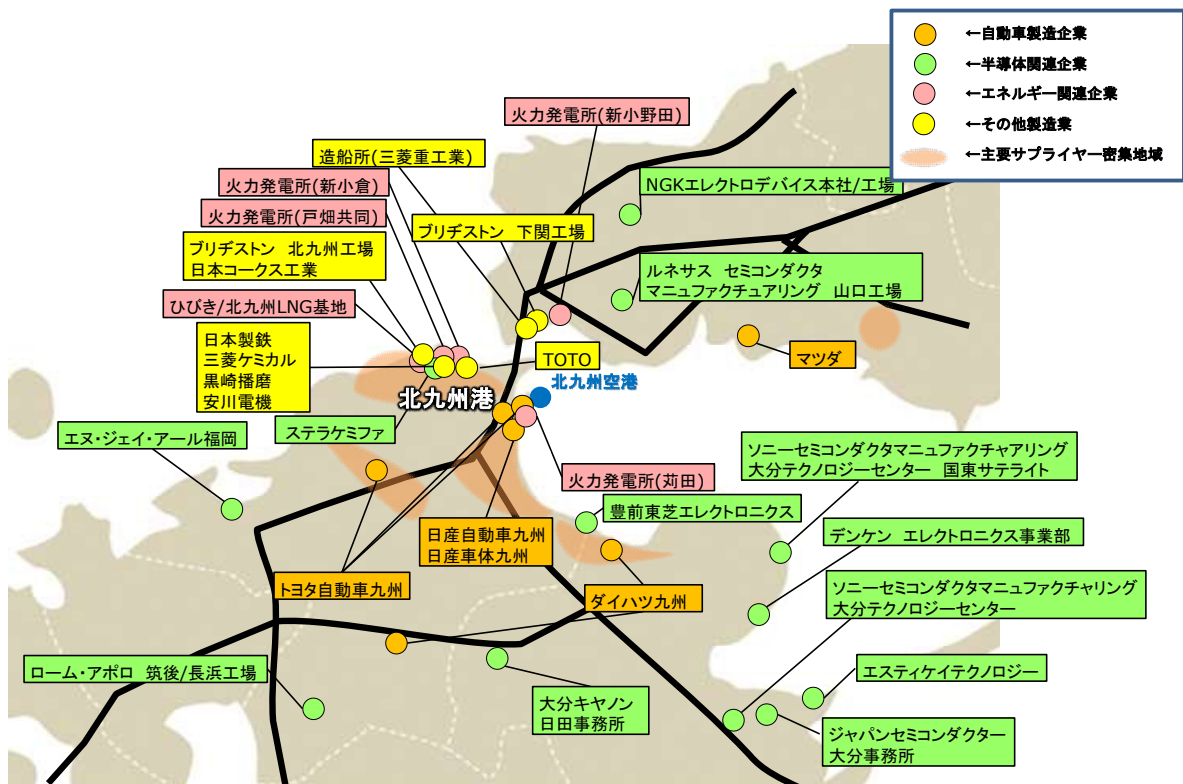 ←自動車製造企業
←半導体関連企業
←エネルギー関連企業
←その他製造業
←主要サプライヤー密集地域
火力発電所(新小野田)
造船所(三菱重工業)
火力発電所(新小倉)
NGKエレクトロデバイス本社/工場
火力発電所(戸畑共同)
ブリヂストン 下関工場
ブリヂストン 北九州工場
日本コークス工業
ルネサス セミコンダクタ
マニュファクチュアリング 山口工場
ひびき/北九州LNG基地
日本製鉄
三菱ケミカル
黒崎播磨
安川電機
TOTO
マツダ
北九州空港
北九州港
ステラケミファ
エヌ・ジェイ・アール福岡
ソニーセミコンダクタマニュファクチャアリング
大分テクノロジーセンター 国東サテライト
火力発電所(苅田)
豊前東芝エレクトロニクス
日産自動車九州
日産車体九州
デンケン エレクトロニクス事業部
トヨタ自動車九州
ダイハツ九州
ソニーセミコンダクタマニュファクチャリング
大分テクノロジーセンター
ローム・アポロ 筑後/長浜工場
エスティケイテクノロジー
大分キヤノン
日田事務所
ジャパンセミコンダクター
大分事務所